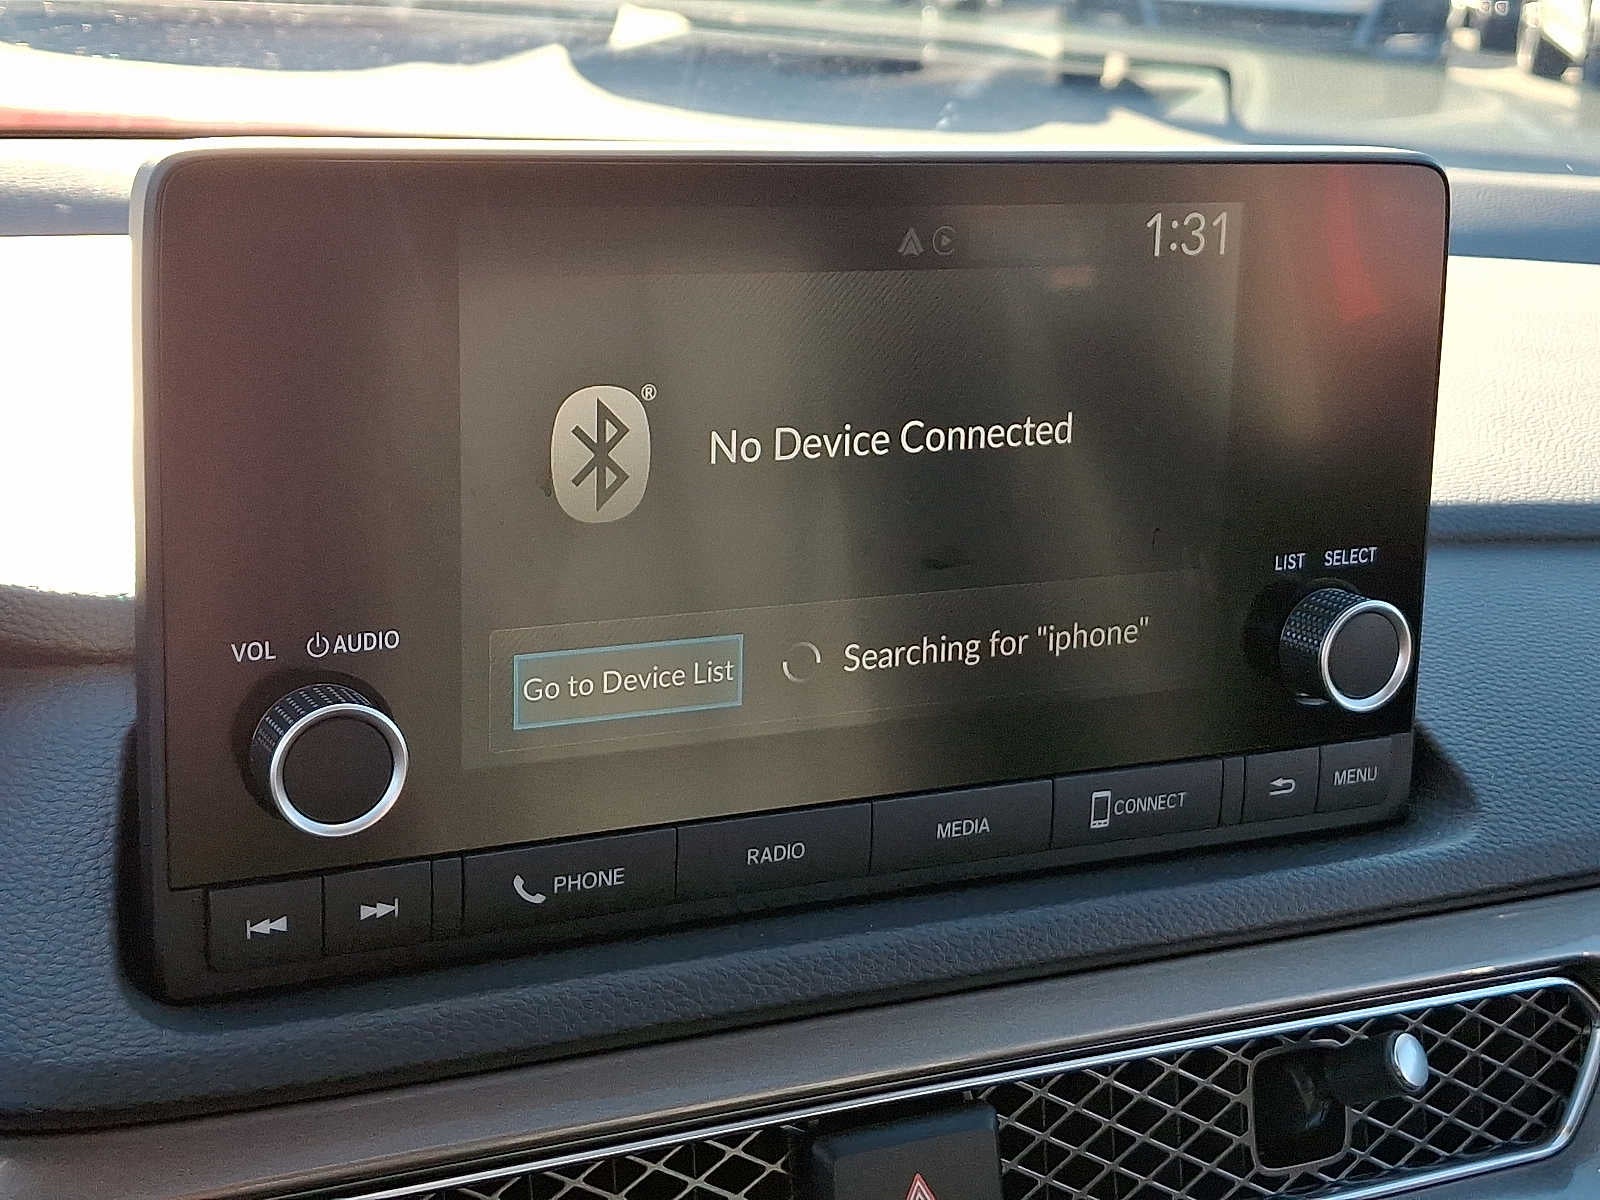 1:31
®
No Device Connected
LIST SELECT
VOL AUDIO
Go to Device List
Searching for "iphone"
PHONE
RADIO
MEDIA
CONNECT
MENU